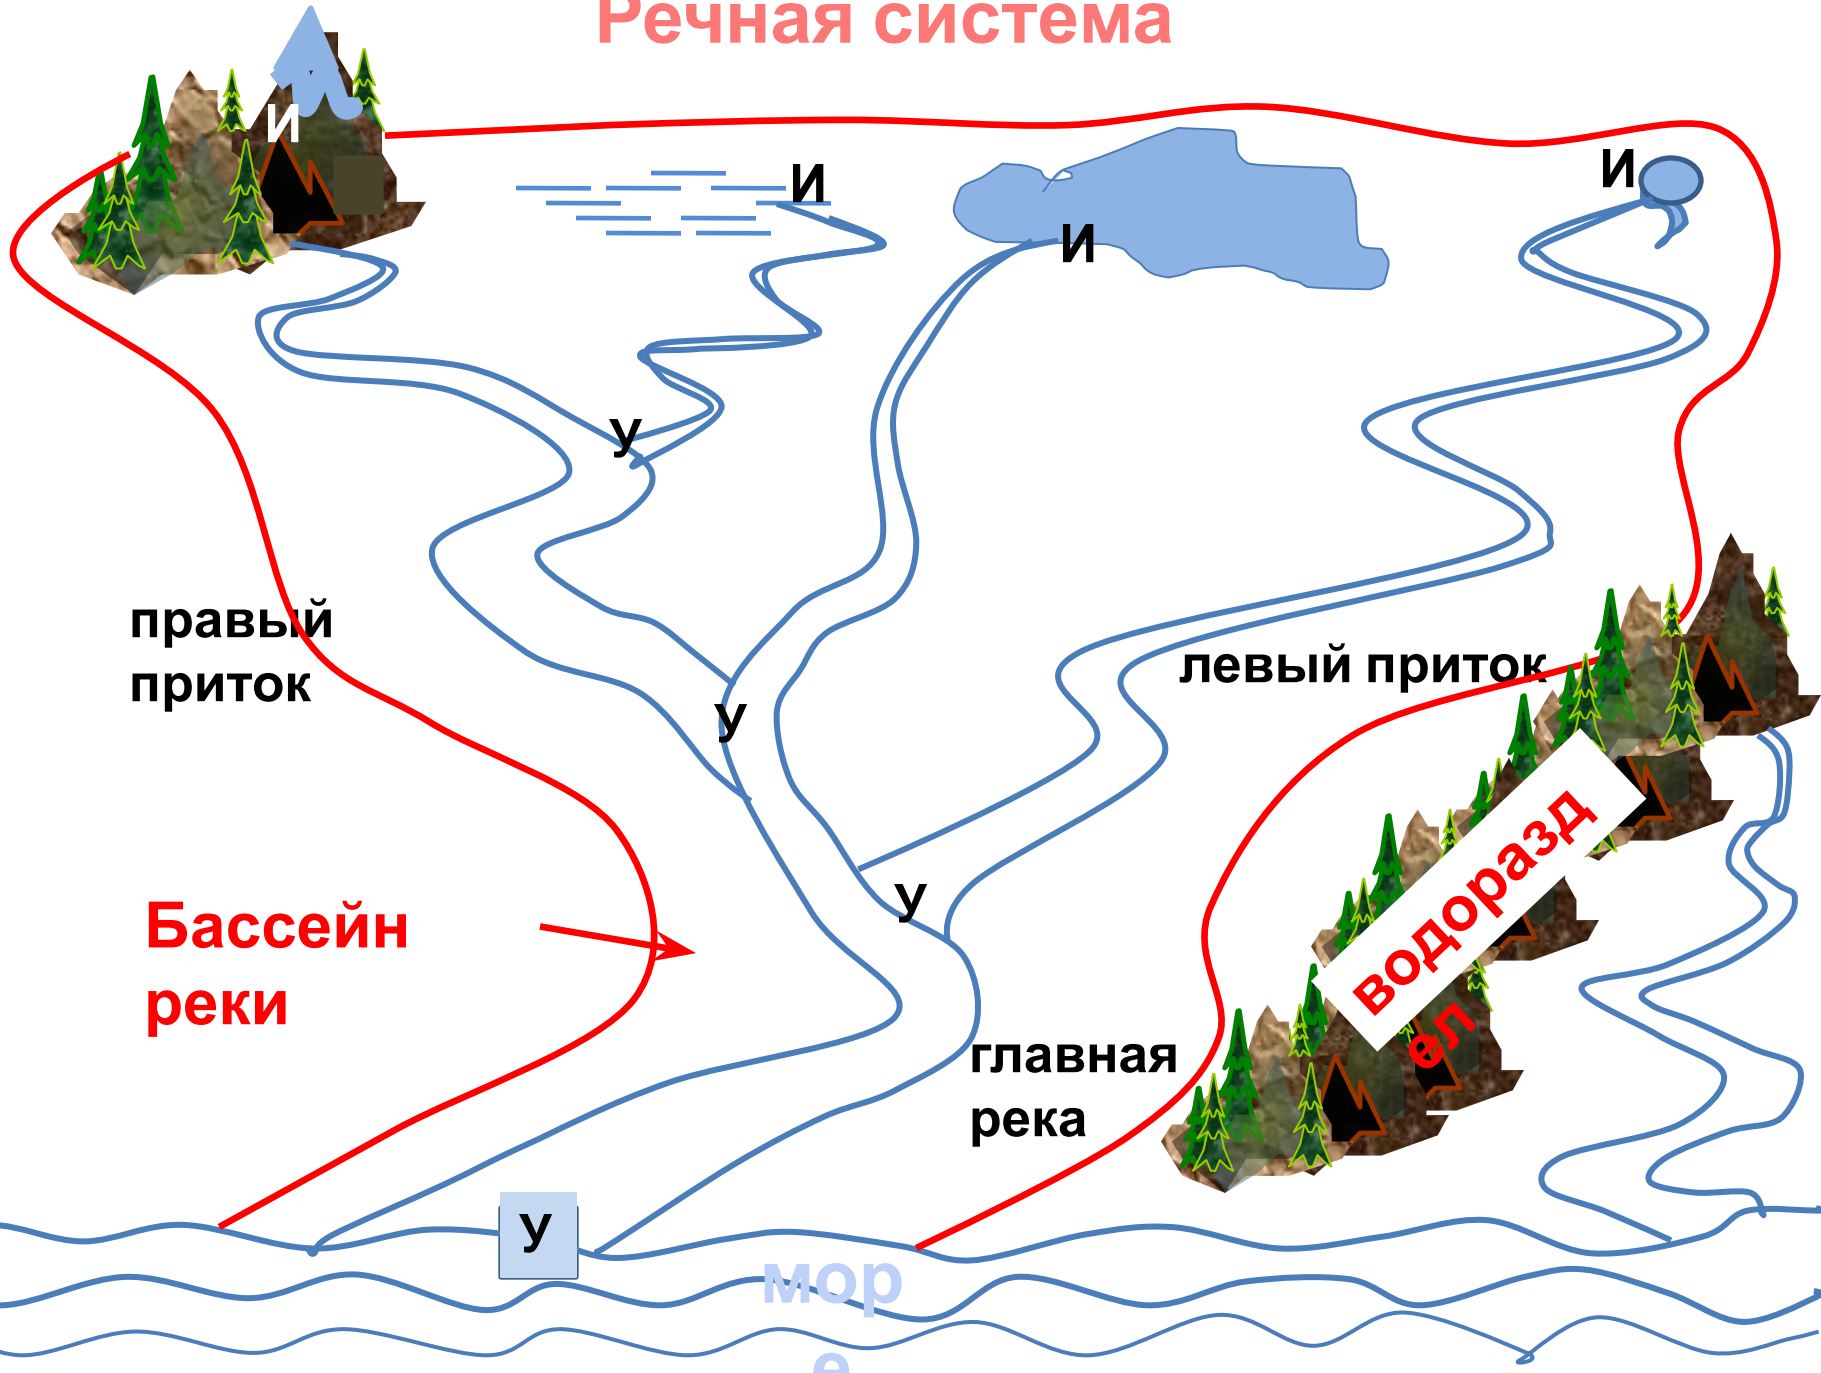 Речная система
И
И
И
И
У
правый
приток
левый приток
У
водоразд
ел
У
Бассейн
реки
главная
река
У
мор
е